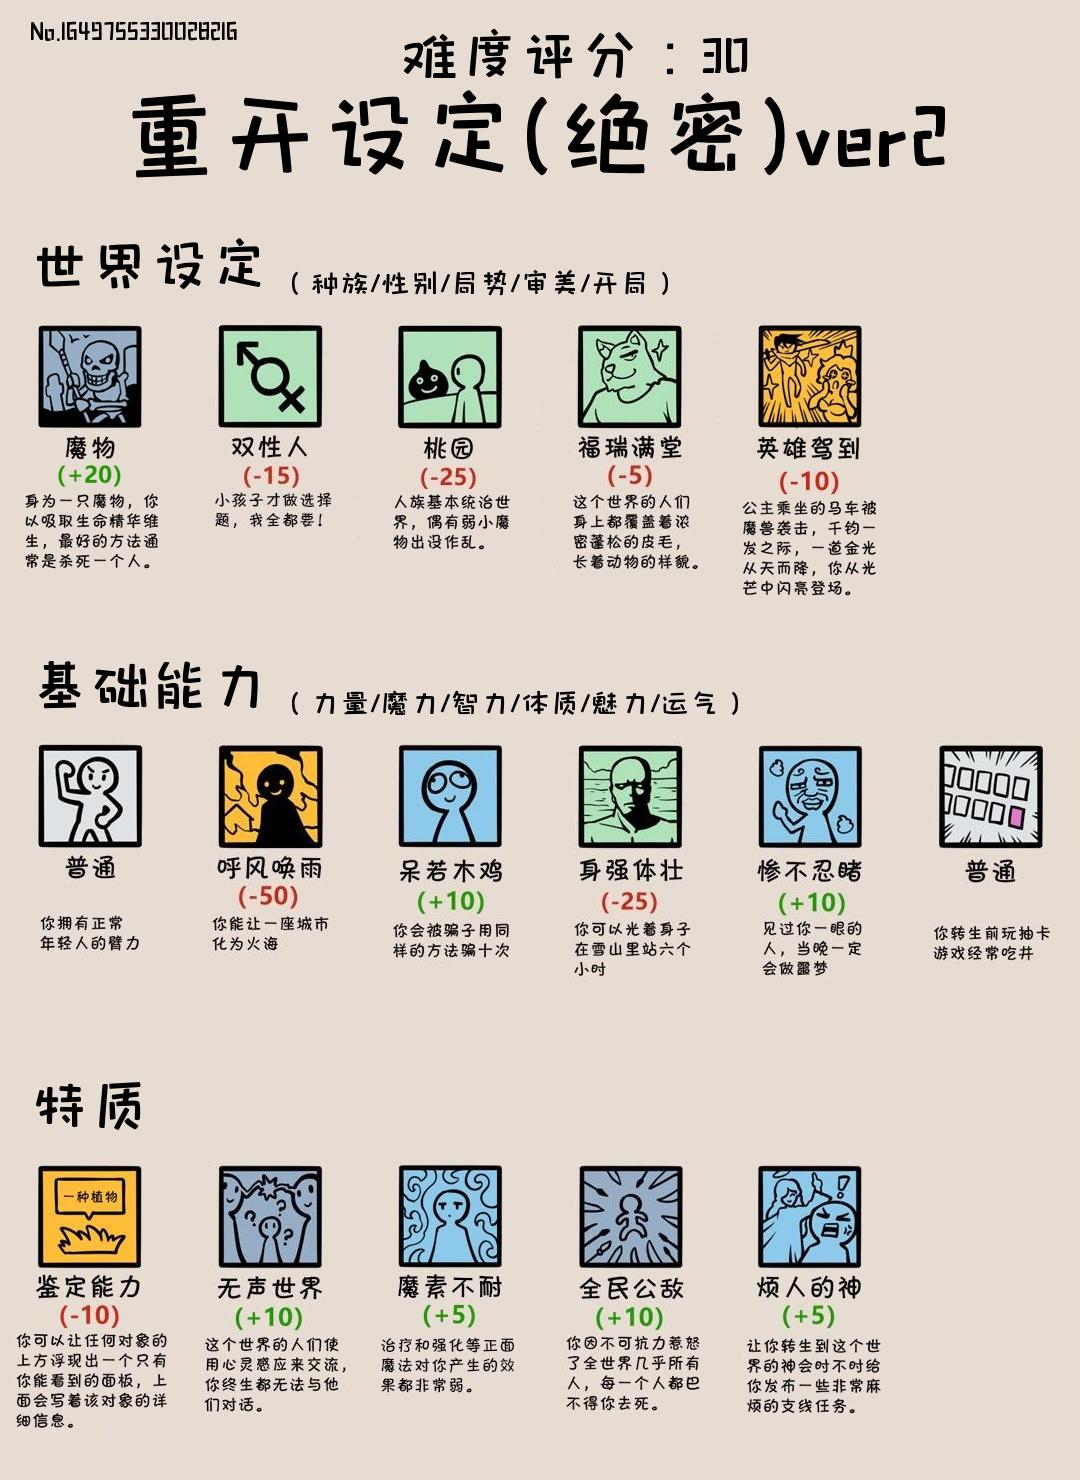 No.1649755330028216
难度评分：30
重开设定(绝密)ver2
世界设定（种族/性别/局势/审美/开局）
魔物
(+20)
身为一只魔物，你
以吸取生命精华维
生，最好的方法通
常是杀死一个人。
双性人
(-15)
小孩子才做选择
题，我全都要！
桃园
(-25)
人族基本统治世
界，偶有弱小魔
物出没作乱。
福瑞满堂
(-5)
这个世界的人们
身上都覆盖着浓
密蓬松的皮毛，
长着动物的样貌。
英雄驾到
(-10)
公主乘坐的马车被
魔兽袭击，千钧一
发之际，一道金光
从天而降，你从光
芒中闪亮登场。
基础能力（力量/魔力/智力/体质/魅力/运气）
普通
你拥有正常
年轻人的臂力
呼风唤雨
(-50)
你能让一座城市
化为火海
呆若木鸡
(+10)
你会被骗子用同
样的方法骗十次
身强体壮
(-25)
你可以光着身子
在雪山里站六个
小时
惨不忍睹
(+10)
见过你一眼的
人，当晚一定
会做噩梦
普通
你转生前玩抽卡
游戏经常吃井
特质
一种植物
鉴定能力
(-10)
你可以让任何对象的
上方浮现出一个只有
你能看到的面板，上
面会写着该对象的详
细信息。
无声世界
(+10)
这个世界的人们使
用心灵感应来交流，
你终生都无法与他
们对话。
魔素不耐
(+5)
治疗和强化等正面
魔法对你产生的效
果都非常弱。
全民公敌
(+10)
你因不可抗力惹怒
了全世界几乎所有
人，每一个人都巴
不得你去死。
烦人的神
(+5)
让你转生到这个世
界的神会时不时给
你发布一些非常麻
烦的支线任务。